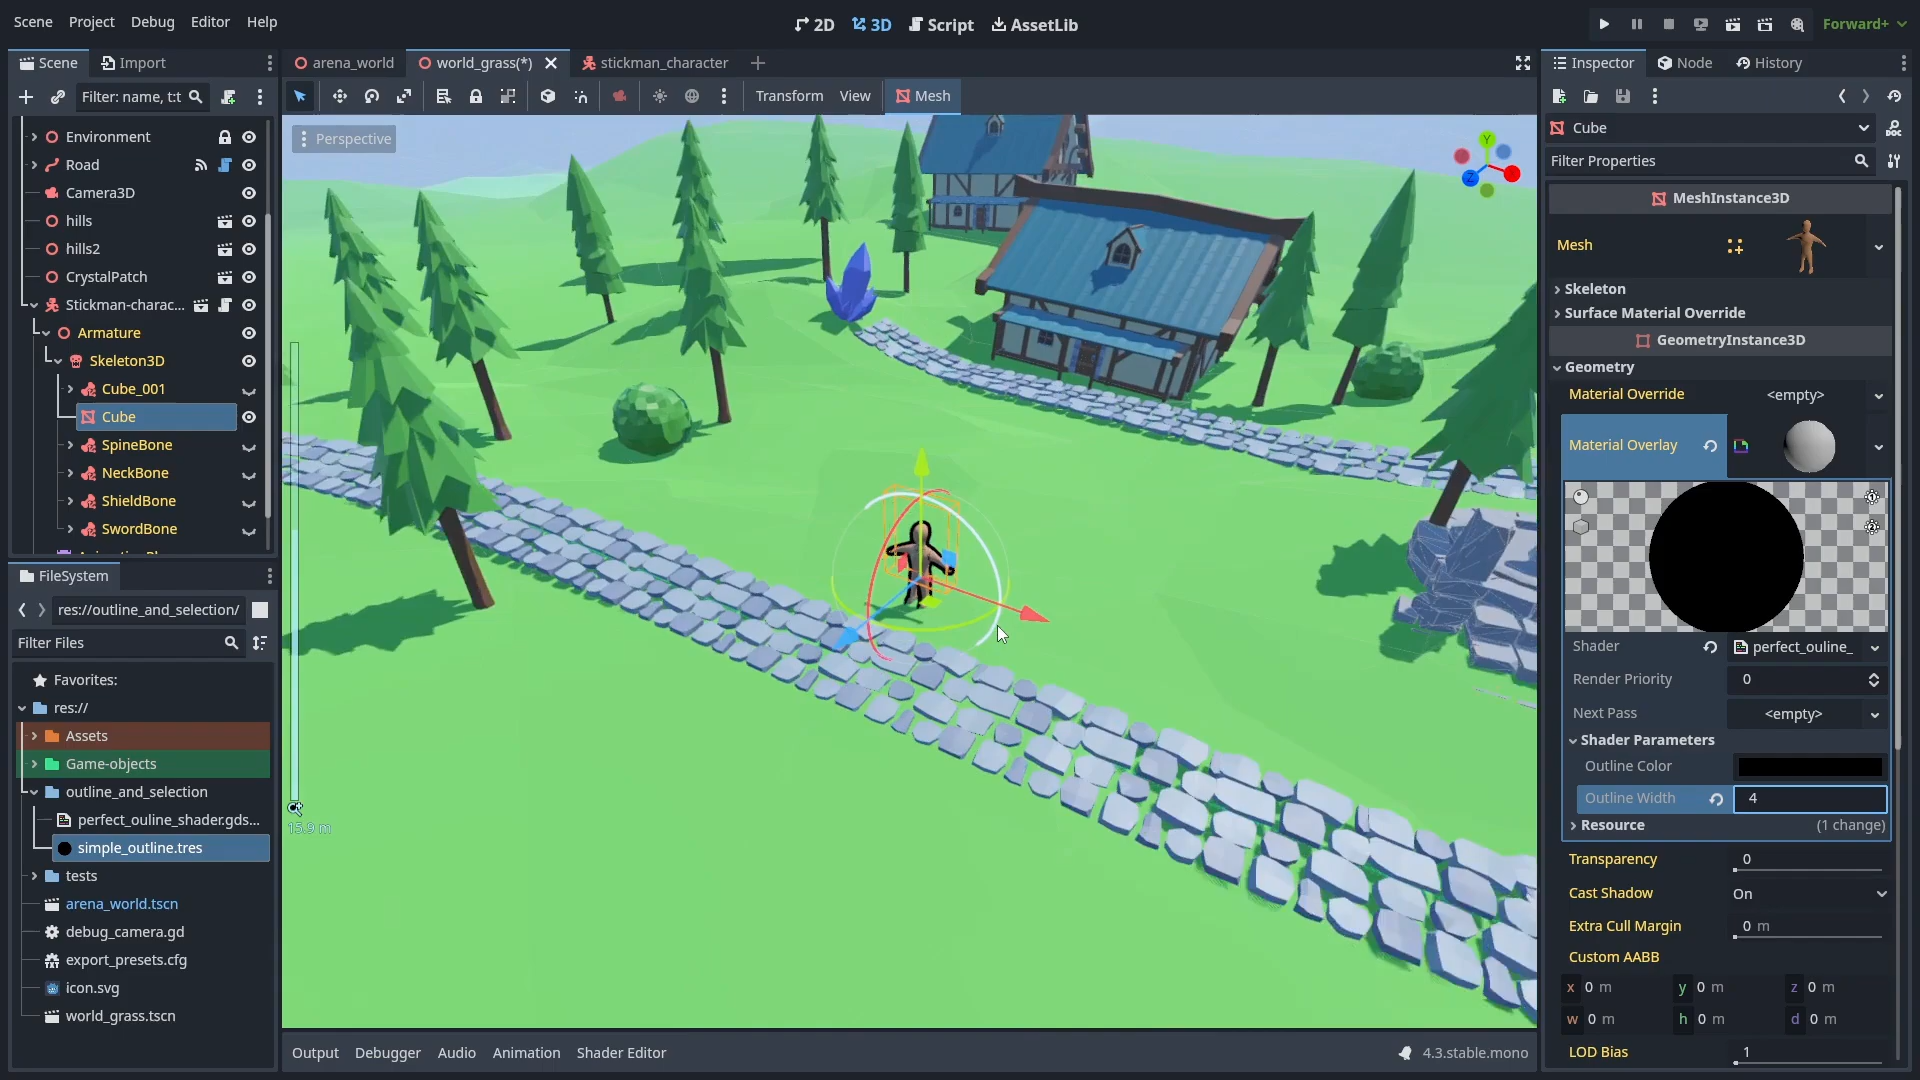 Scene Project Debug Editor Help
2D 3D Script AssetLib
Forward+
Scene Import
Filter: name, t:t
Environment
Road
Camera3D
hills
hills2
CrystalPatch
Stickman-charac...
Armature
Skeleton3D
Cube_001
Cube
SpineBone
NeckBone
ShieldBone
SwordBone
FileSystem
res://outline_and_selection/
Filter Files
Favorites:
res://
Assets
Game-objects
outline_and_selection
perfect_ouline_shader.gds...
simple_outline.tres
tests
arena_world.tscn
debug_camera.gd
export_presets.cfg
icon.svg
world_grass.tscn
arena_world world_grass(*) stickman_character
Transform View Mesh
Perspective
Y
Z
15.9 m
Output Debugger Audio Animation Shader Editor
4.3.stable.mono
Inspector Node History
Cube
DOC
Filter Properties
MeshInstance3D
Mesh
Skeleton
Surface Material Override
GeometryInstance3D
Geometry
Material Override <empty>
Material Overlay
Shader perfect_ouline_
Render Priority 0
Next Pass <empty>
Shader Parameters
Outline Color
Outline Width 4
Resource (1 change)
Transparency 0
Cast Shadow On
Extra Cull Margin 0 m
Custom AABB
x 0 m y 0 m z 0 m
w 0 m h 0 m d 0 m
LOD Bias 1